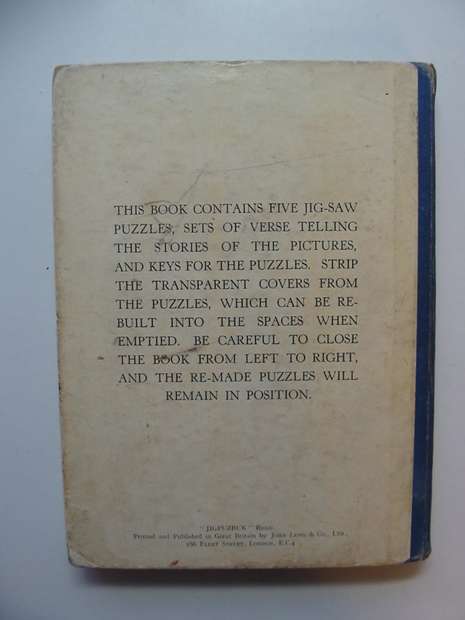 THIS BOOK CONTAINS FIVE JIG-SAW
PUZZLES, SETS OF VERSE TELLING
THE STORIES OF THE PICTURES,
AND KEYS FOR THE PUZZLES. STRIP
THE TRANSPARENT COVERS FROM
THE PUZZLES, WHICH CAN BE RE-
BUILT INTO THE SPACES WHEN
EMPTIED. BE CAREFUL TO CLOSE
THE BOOK FROM LEFT TO RIGHT,
AND THE RE-MADE PUZZLES WILL
REMAIN IN POSITION.
"JIG-PUZBUK" Regd.
Printed and Published in Great Britain by John Leng & Co., Ltd.,
186 Fleet Street, London, E.C.4